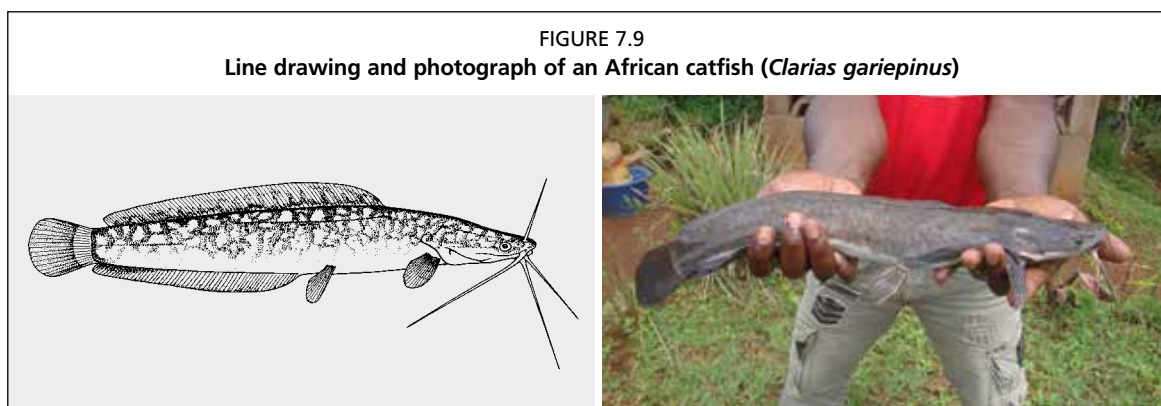 FIGURE 7.9
Line drawing and photograph of an African catfish (Clarias gariepinus)